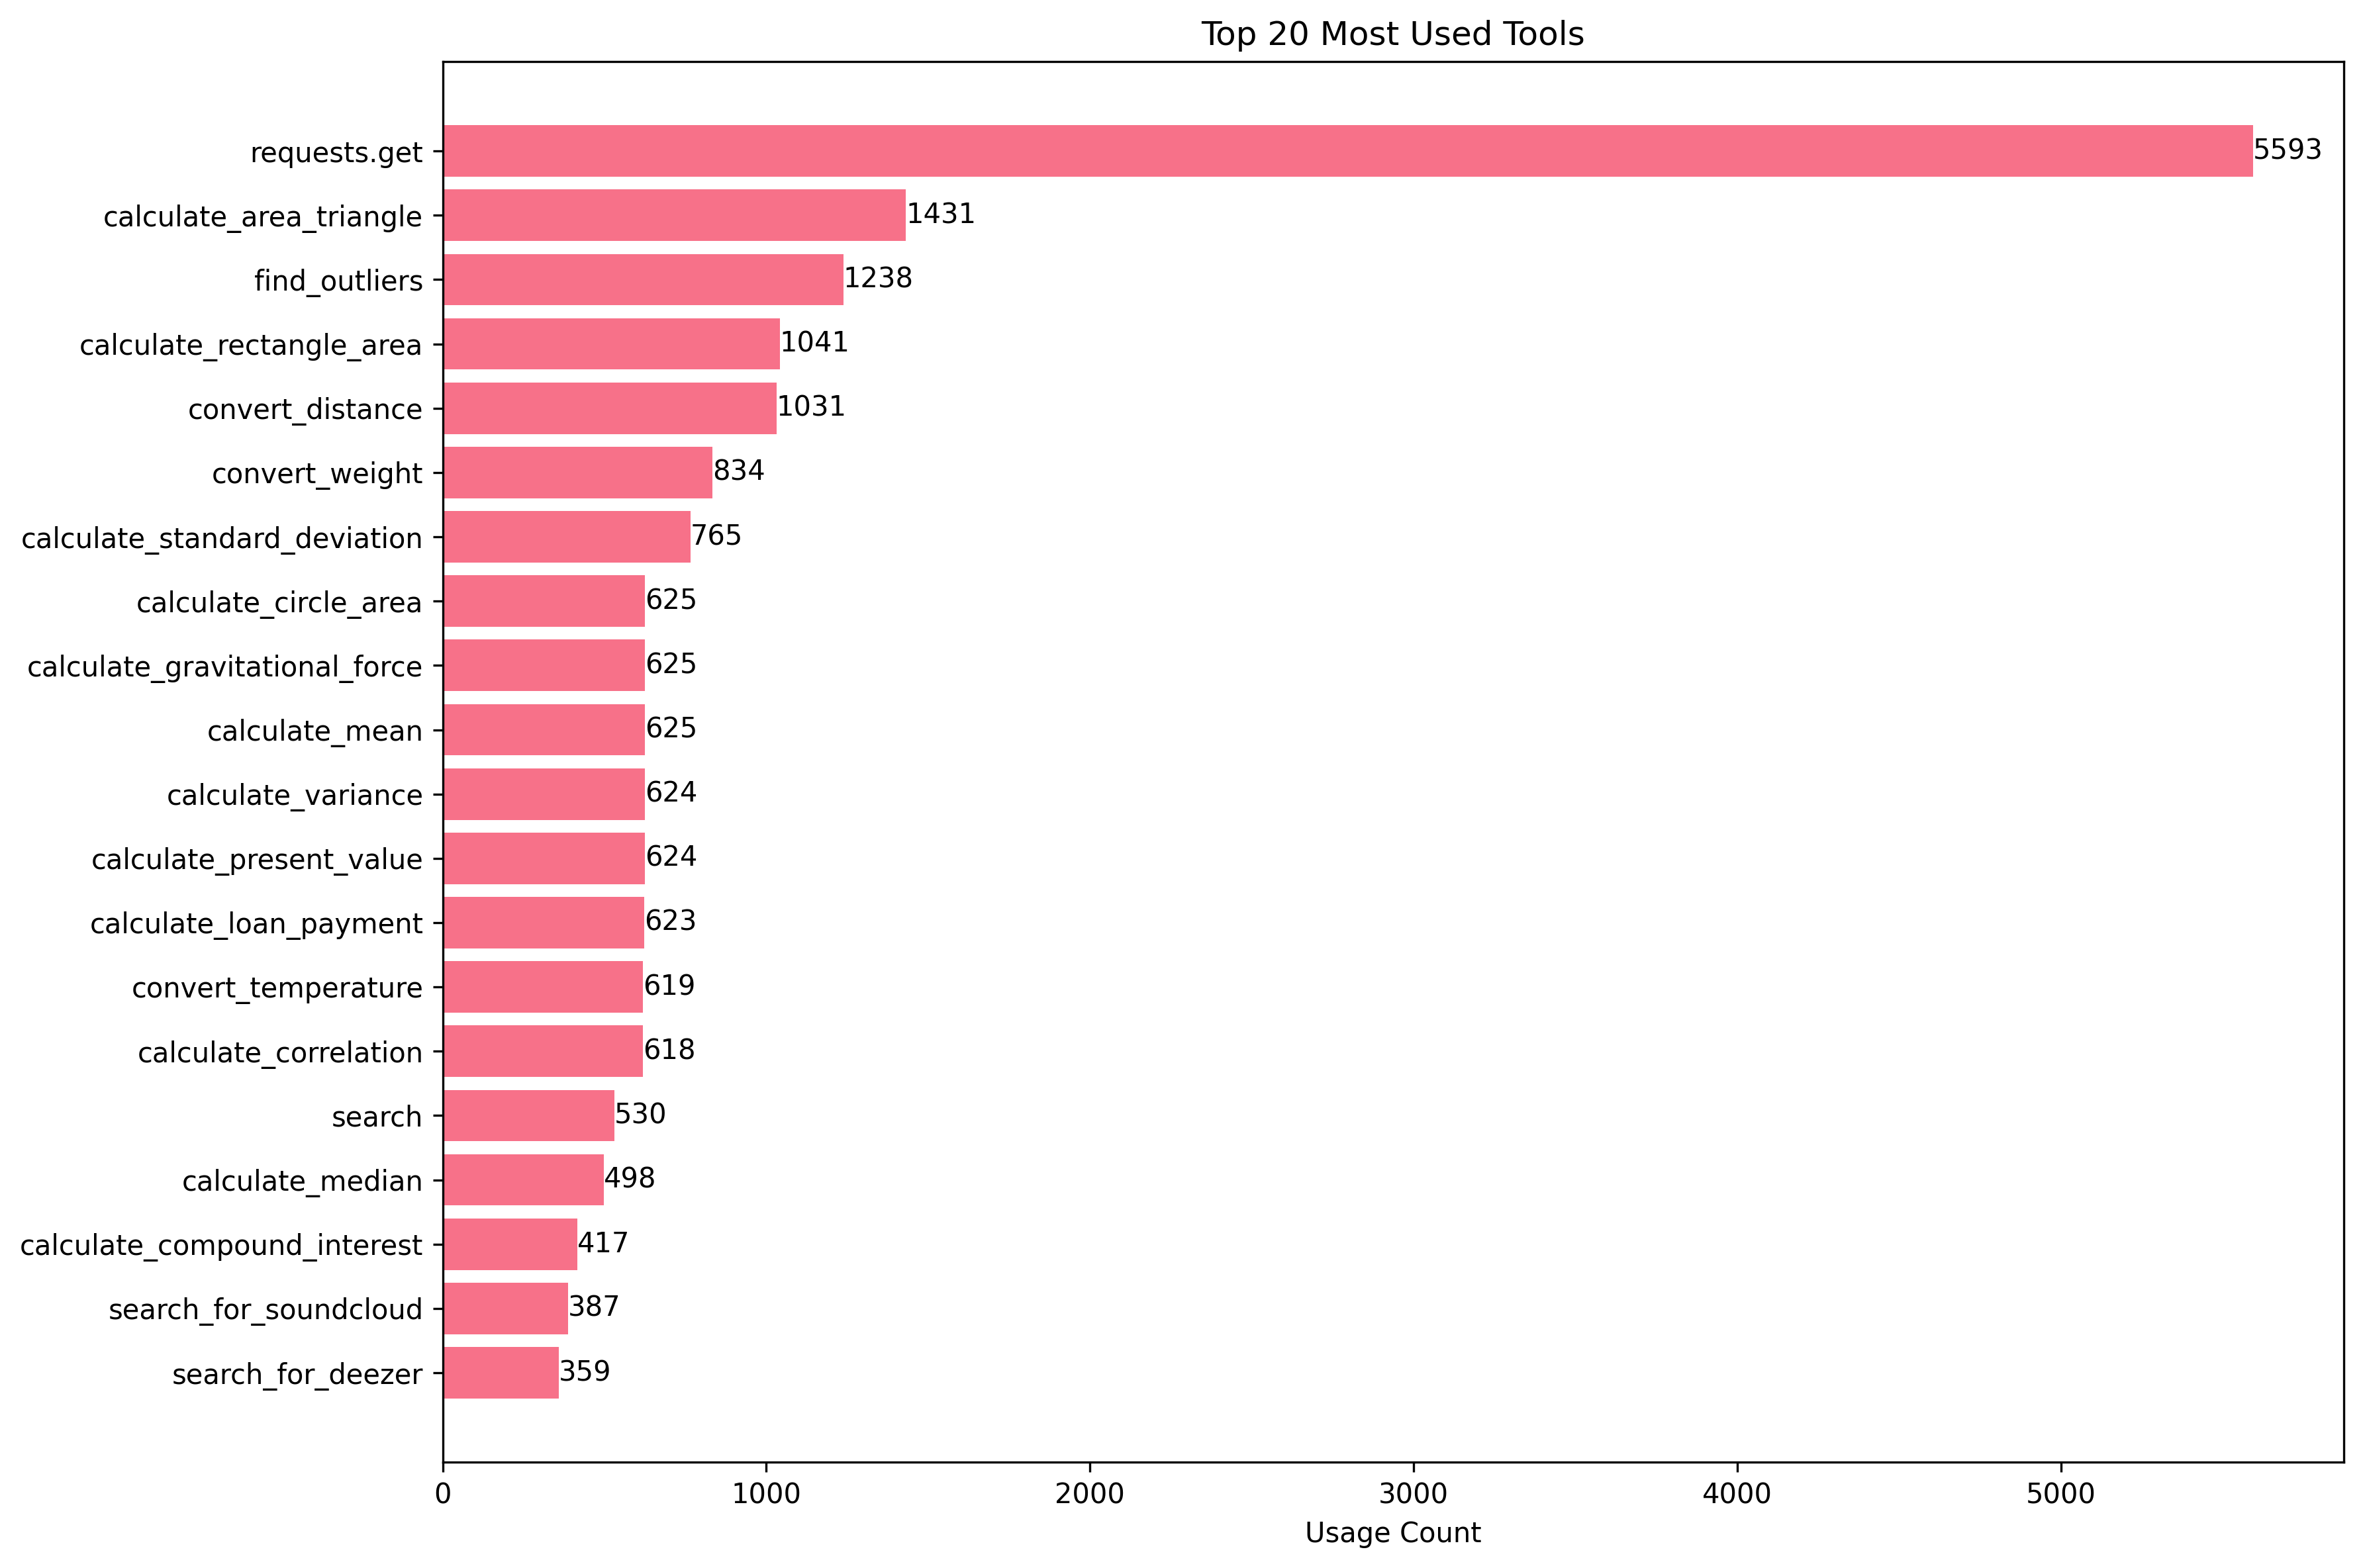 Top 20 Most Used Tools
requests.get 5593
calculate_area_triangle 1431
find_outliers 1238
calculate_rectangle_area 1041
convert_distance 1031
convert_weight 834
calculate_standard_deviation 765
calculate_circle_area 625
calculate_gravitational_force 625
calculate_mean 625
calculate_variance 624
calculate_present_value 624
calculate_loan_payment 623
convert_temperature 619
calculate_correlation 618
search 530
calculate_median 498
calculate_compound_interest 417
search_for_soundcloud 387
search_for_deezer 359
0 1000 2000 3000 4000 5000
Usage Count